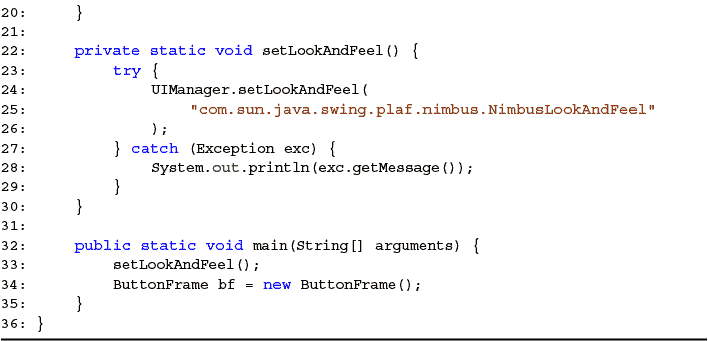 20:     }
21:
22:     private static void setLookAndFeel() {
23:         try {
24:             UIManager.setLookAndFeel(
25:                 "com.sun.java.swing.plaf.nimbus.NimbusLookAndFeel"
26:             );
27:         } catch (Exception exc) {
28:             System.out.println(exc.getMessage());
29:         }
30:     }
31:
32:     public static void main(String[] arguments) {
33:         setLookAndFeel();
34:         ButtonFrame bf = new ButtonFrame();
35:     }
36: }